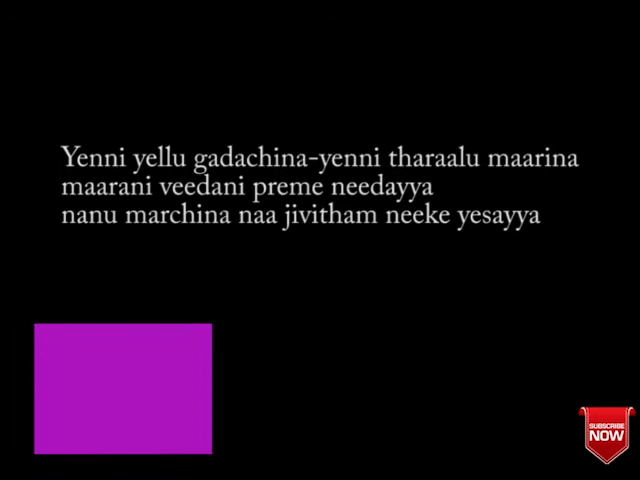 Yenni yellu gadachina-yenni tharaalu maarina
maarani veedani preme needayya
nanu marchina naa jivitham neeke yesayya
SUBSCRIBE
NOW